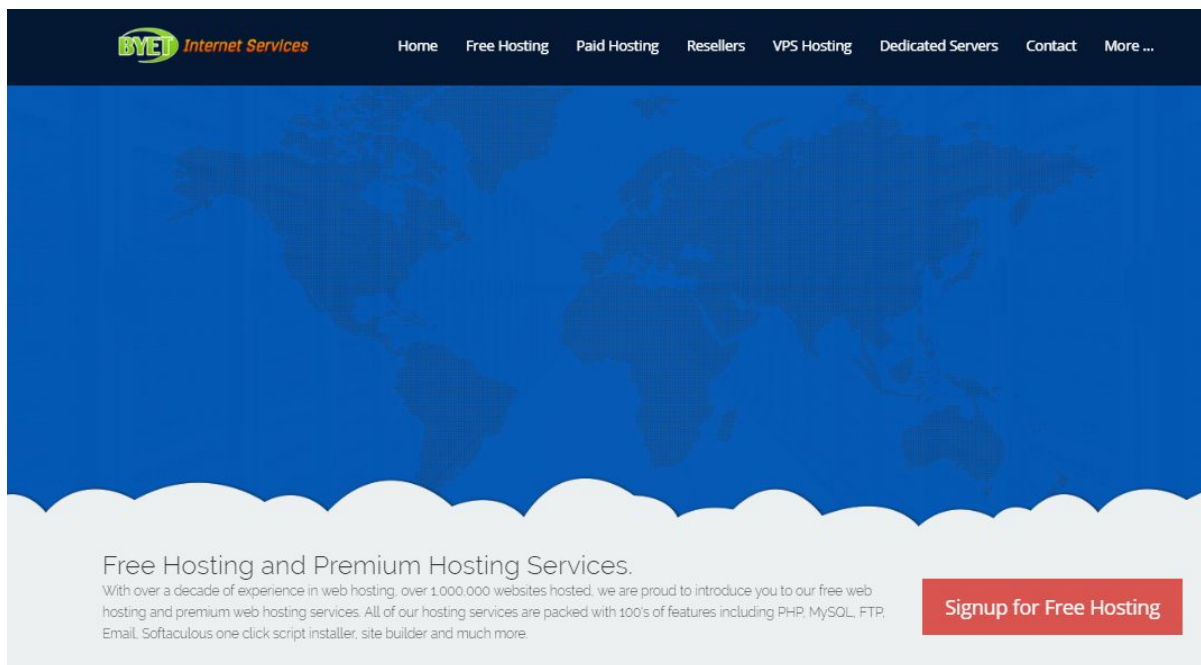 BYET Internet Services
Home Free Hosting Paid Hosting Resellers VPS Hosting Dedicated Servers Contact More ...
Free Hosting and Premium Hosting Services.
With over a decade of experience in web hosting, over 1,000,000 websites hosted, we are proud to introduce you to our free web
hosting and premium web hosting services. All of our hosting services are packed with 100's of features including PHP, MySQL, FTP,
Email, Softaculous one click script installer, site builder and much more.
Signup for Free Hosting